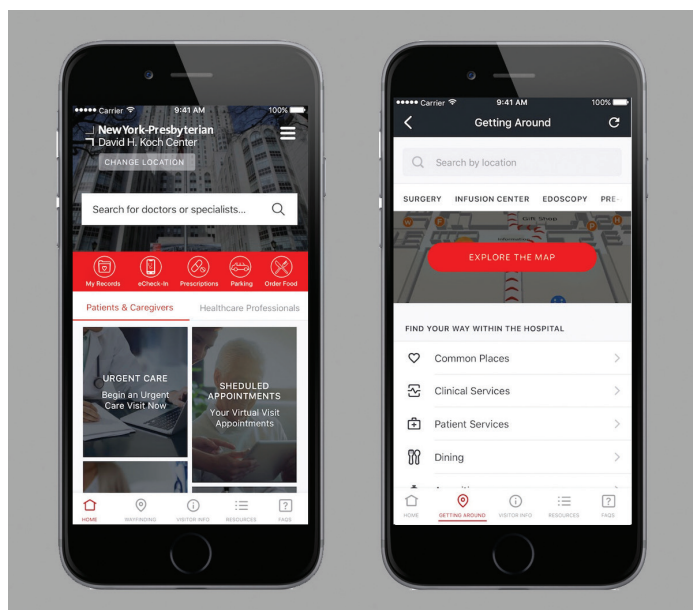 Carrier 9:41 AM 100%
NewYork-Presbyterian
David H. Koch Center
CHANGE LOCATION
Search for doctors or specialists...
My Records eCheck-In Prescriptions Parking Order Food
Patients & Caregivers Healthcare Professionals
URGENT CARE
Begin an Urgent
Care Visit Now
SHEDULED
APPOINTMENTS
Your Virtual Visit
Appointments
HOME WAYFINDING VISITOR INFO RESOURCES FAQS
Carrier 9:41 AM 100%
Getting Around
Search by location
SURGERY INFUSION CENTER EDOSCOPY PRE-
Gift Shop
EXPLORE THE MAP
FIND YOUR WAY WITHIN THE HOSPITAL
Common Places
Clinical Services
Patient Services
Dining
HOME GETTING AROUND VISITOR INFO RESOURCES FAQS